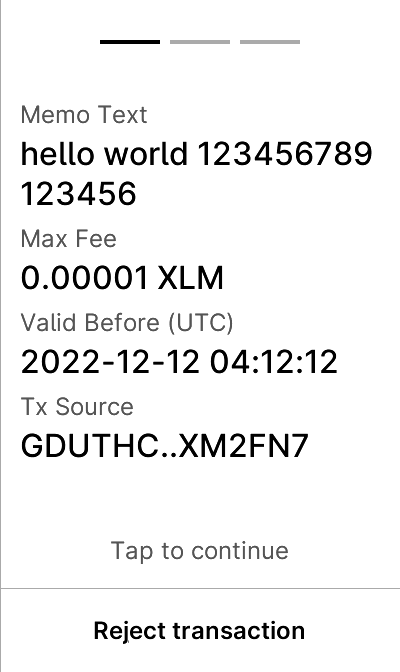 Memo Text
hello world 123456789
123456
Max Fee
0.00001 XLM
Valid Before (UTC)
2022-12-12 04:12:12
Tx Source
GDUTHC..XM2FN7
Tap to continue
Reject transaction